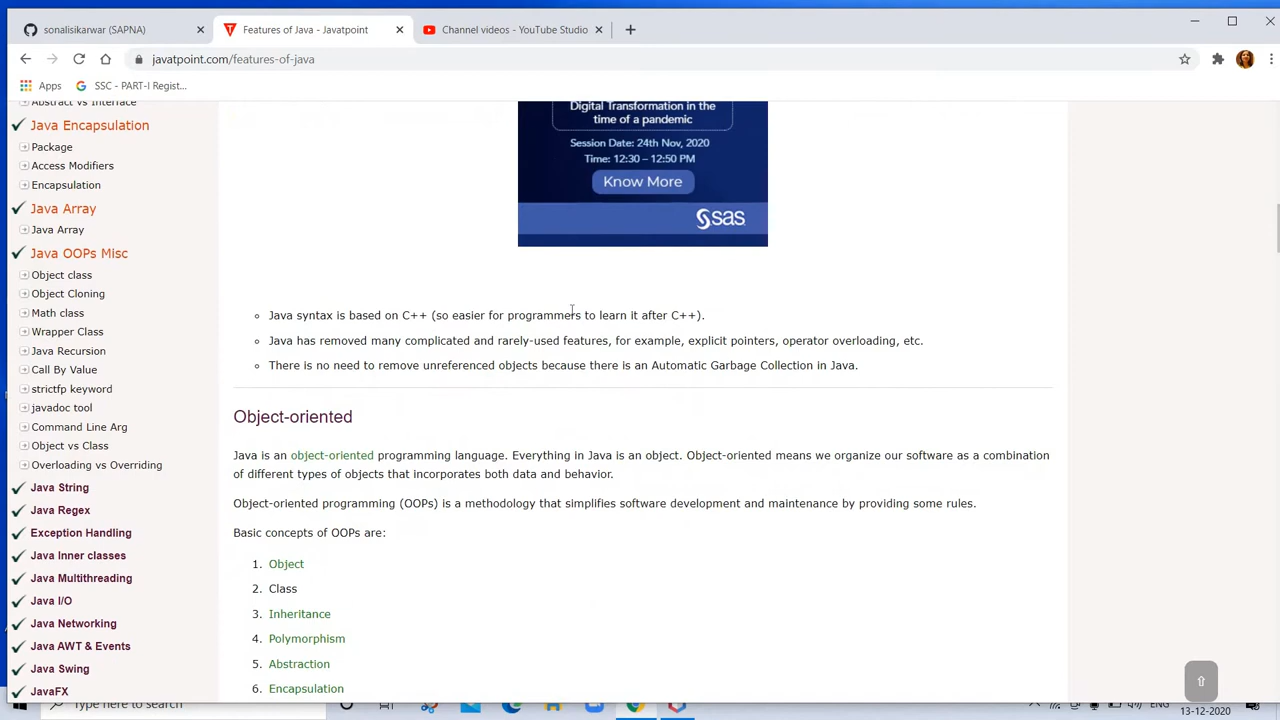 sonalisikarwar (SAPNA)
Features of Java - Javatpoint
Channel videos - YouTube Studio
javatpoint.com/features-of-java
Apps
SSC - PART-I Regist...
Abstract vs Interface
Java Encapsulation
Package
Access Modifiers
Encapsulation
Java Array
Java Array
Java OOPs Misc
Object class
Object Cloning
Math class
Wrapper Class
Java Recursion
Call By Value
strictfp keyword
javadoc tool
Command Line Arg
Object vs Class
Overloading vs Overriding
Java String
Java Regex
Exception Handling
Java Inner classes
Java Multithreading
Java I/O
Java Networking
Java AWT & Events
Java Swing
JavaFX
Digital Transformation in the
time of a pandemic
Session Date: 24th Nov, 2020
Time: 12:30 – 12:50 PM
Know More
sas
Java syntax is based on C++ (so easier for programmers to learn it after C++).
Java has removed many complicated and rarely-used features, for example, explicit pointers, operator overloading, etc.
There is no need to remove unreferenced objects because there is an Automatic Garbage Collection in Java.
Object-oriented
Java is an object-oriented programming language. Everything in Java is an object. Object-oriented means we organize our software as a combination
of different types of objects that incorporates both data and behavior.
Object-oriented programming (OOPs) is a methodology that simplifies software development and maintenance by providing some rules.
Basic concepts of OOPs are:
1. Object
2. Class
3. Inheritance
4. Polymorphism
5. Abstraction
6. Encapsulation
Type here to search
ENG
13-12-2020